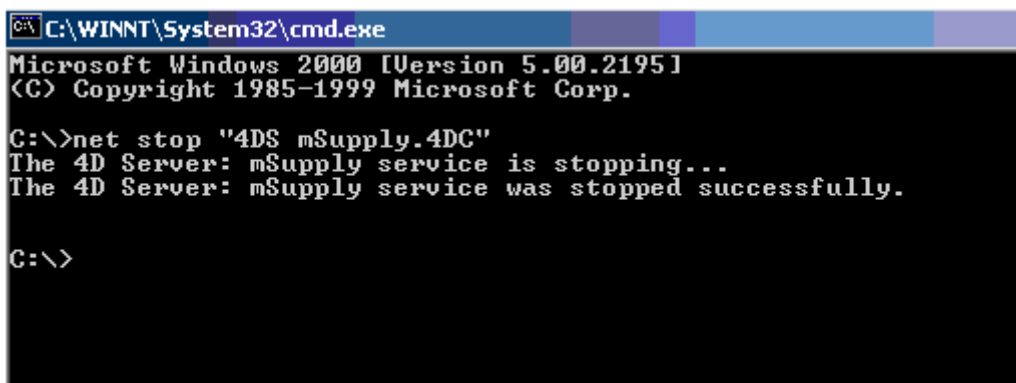 C:\WINNT\System32\cmd.exe
Microsoft Windows 2000 [Version 5.00.2195]
(C) Copyright 1985-1999 Microsoft Corp.
C:\>net stop "4DS mSupply.4DC"
The 4D Server: mSupply service is stopping...
The 4D Server: mSupply service was stopped successfully.
C:\>